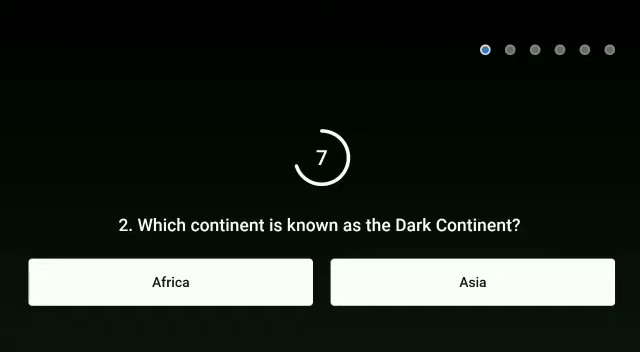 7
2. Which continent is known as the Dark Continent?
Africa
Asia